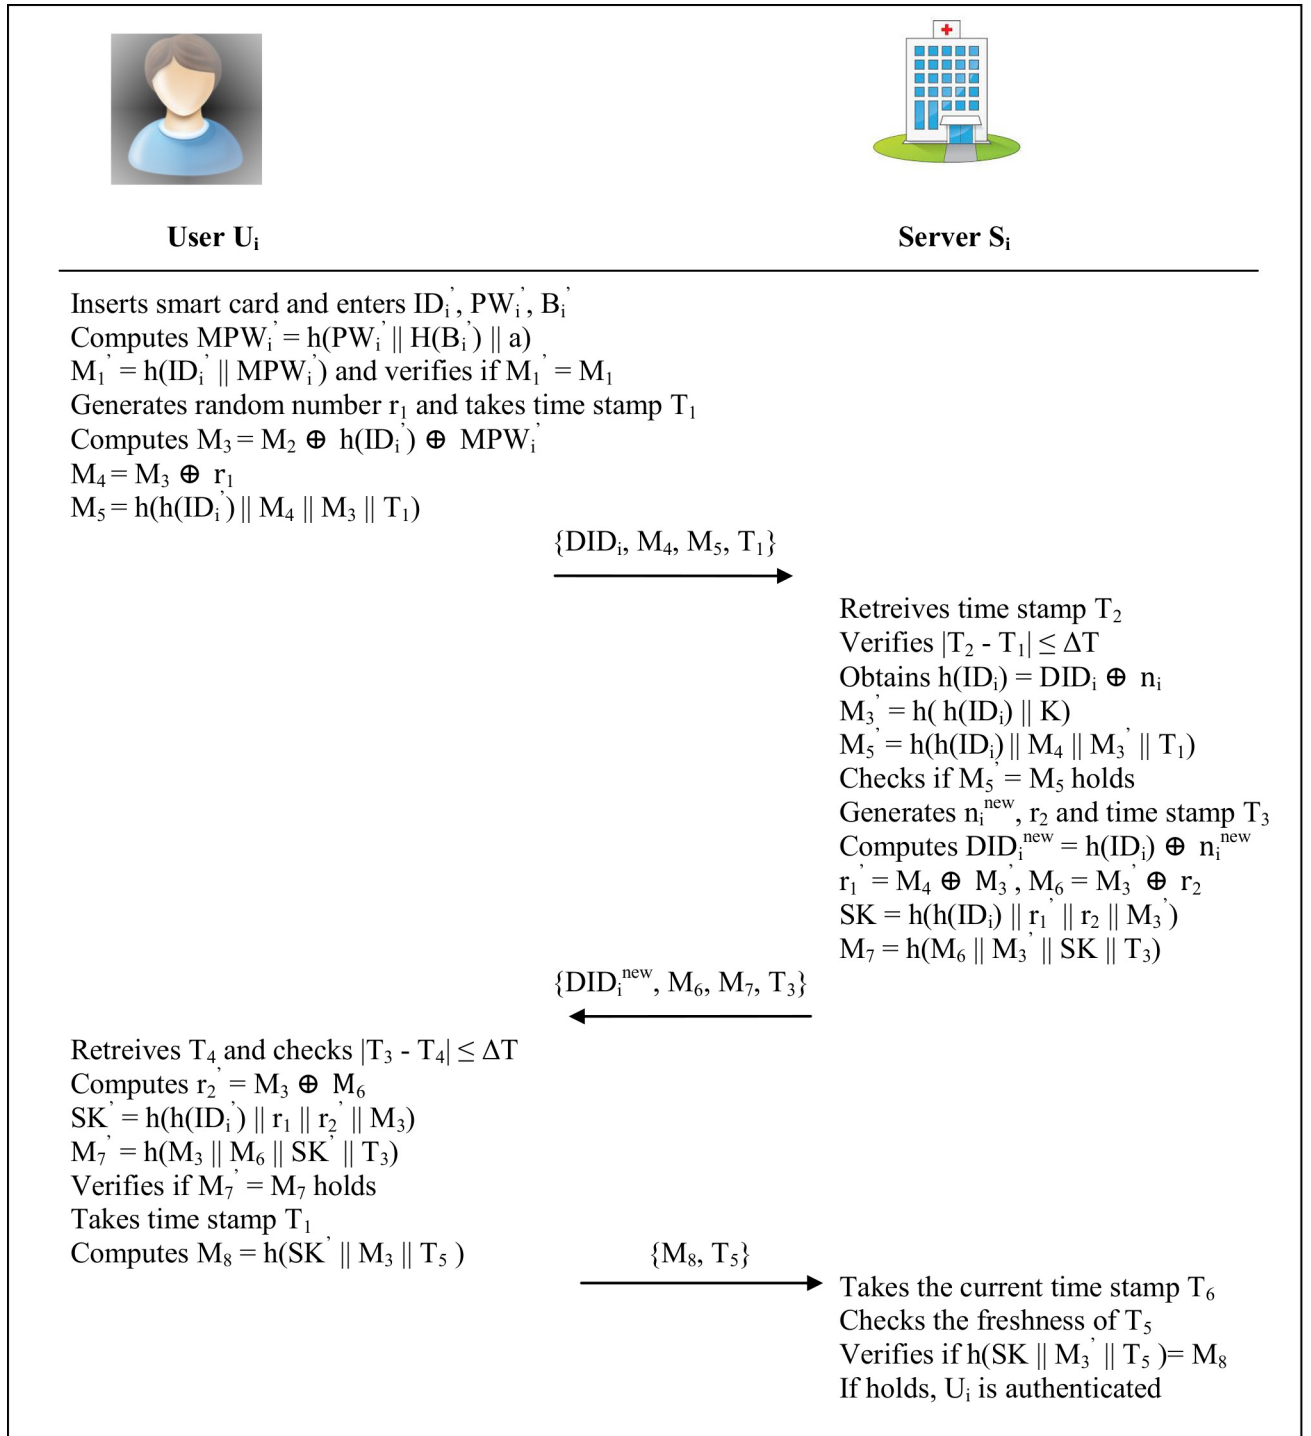 User Uᵢ
Server Sᵢ
Inserts smart card and enters IDᵢ’, PWᵢ’, Bᵢ’
Computes MPWᵢ’ = h(PWᵢ’ || H(Bᵢ’) || a)
M₁’ = h(IDᵢ’ || MPWᵢ’) and verifies if M₁’ = M₁
Generates random number r₁ and takes time stamp T₁
Computes M₃ = M₂ ⊕ h(IDᵢ’) ⊕ MPWᵢ’
M₄ = M₃ ⊕ r₁
M₅ = h(h(IDᵢ’) || M₄ || M₃ || T₁)
{DIDᵢ, M₄, M₅, T₁}
Retreives time stamp T₂
Verifies |T₂ - T₁| ≤ ΔT
Obtains h(IDᵢ) = DIDᵢ ⊕ nᵢ
M₃’ = h( h(IDᵢ) || K)
M₅’ = h(h(IDᵢ) || M₄ || M₃’ || T₁)
Checks if M₅’ = M₅ holds
Generates nᵢⁿᵉʷ, r₂ and time stamp T₃
Computes DIDᵢⁿᵉʷ = h(IDᵢ) ⊕ nᵢⁿᵉʷ
r₁’ = M₄ ⊕ M₃’, M₆ = M₃’ ⊕ r₂
SK = h(h(IDᵢ) || r₁’ || r₂ || M₃’)
M₇ = h(M₆ || M₃’ || SK || T₃)
{DIDᵢⁿᵉʷ, M₆, M₇, T₃}
Retreives T₄ and checks |T₃ - T₄| ≤ ΔT
Computes r₂’ = M₃ ⊕ M₆
SK’ = h(h(IDᵢ’) || r₁ || r₂’ || M₃)
M₇’ = h(M₃ || M₆ || SK’ || T₃)
Verifies if M₇’ = M₇ holds
Takes time stamp T₁
Computes M₈ = h(SK’ || M₃ || T₅ )
{M₈, T₅}
Takes the current time stamp T₆
Checks the freshness of T₅
Verifies if h(SK || M₃’ || T₅ )= M₈
If holds, Uᵢ is authenticated